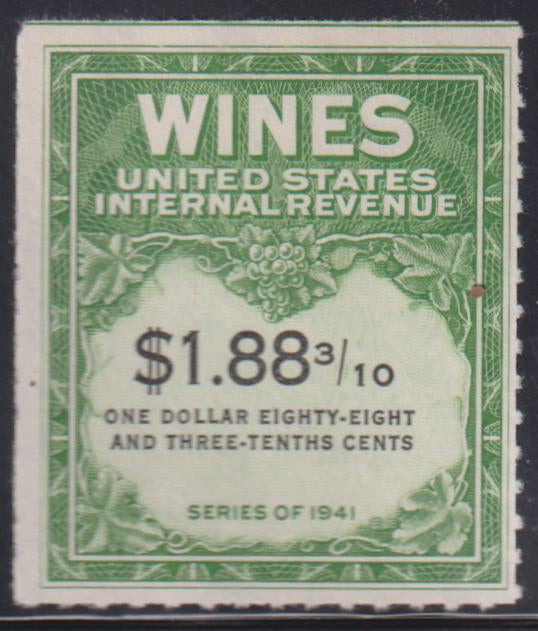 WINES
UNITED STATES
INTERNAL REVENUE
$1.88 3/10
ONE DOLLAR EIGHTY-EIGHT
AND THREE-TENTHS CENTS
SERIES OF 1941